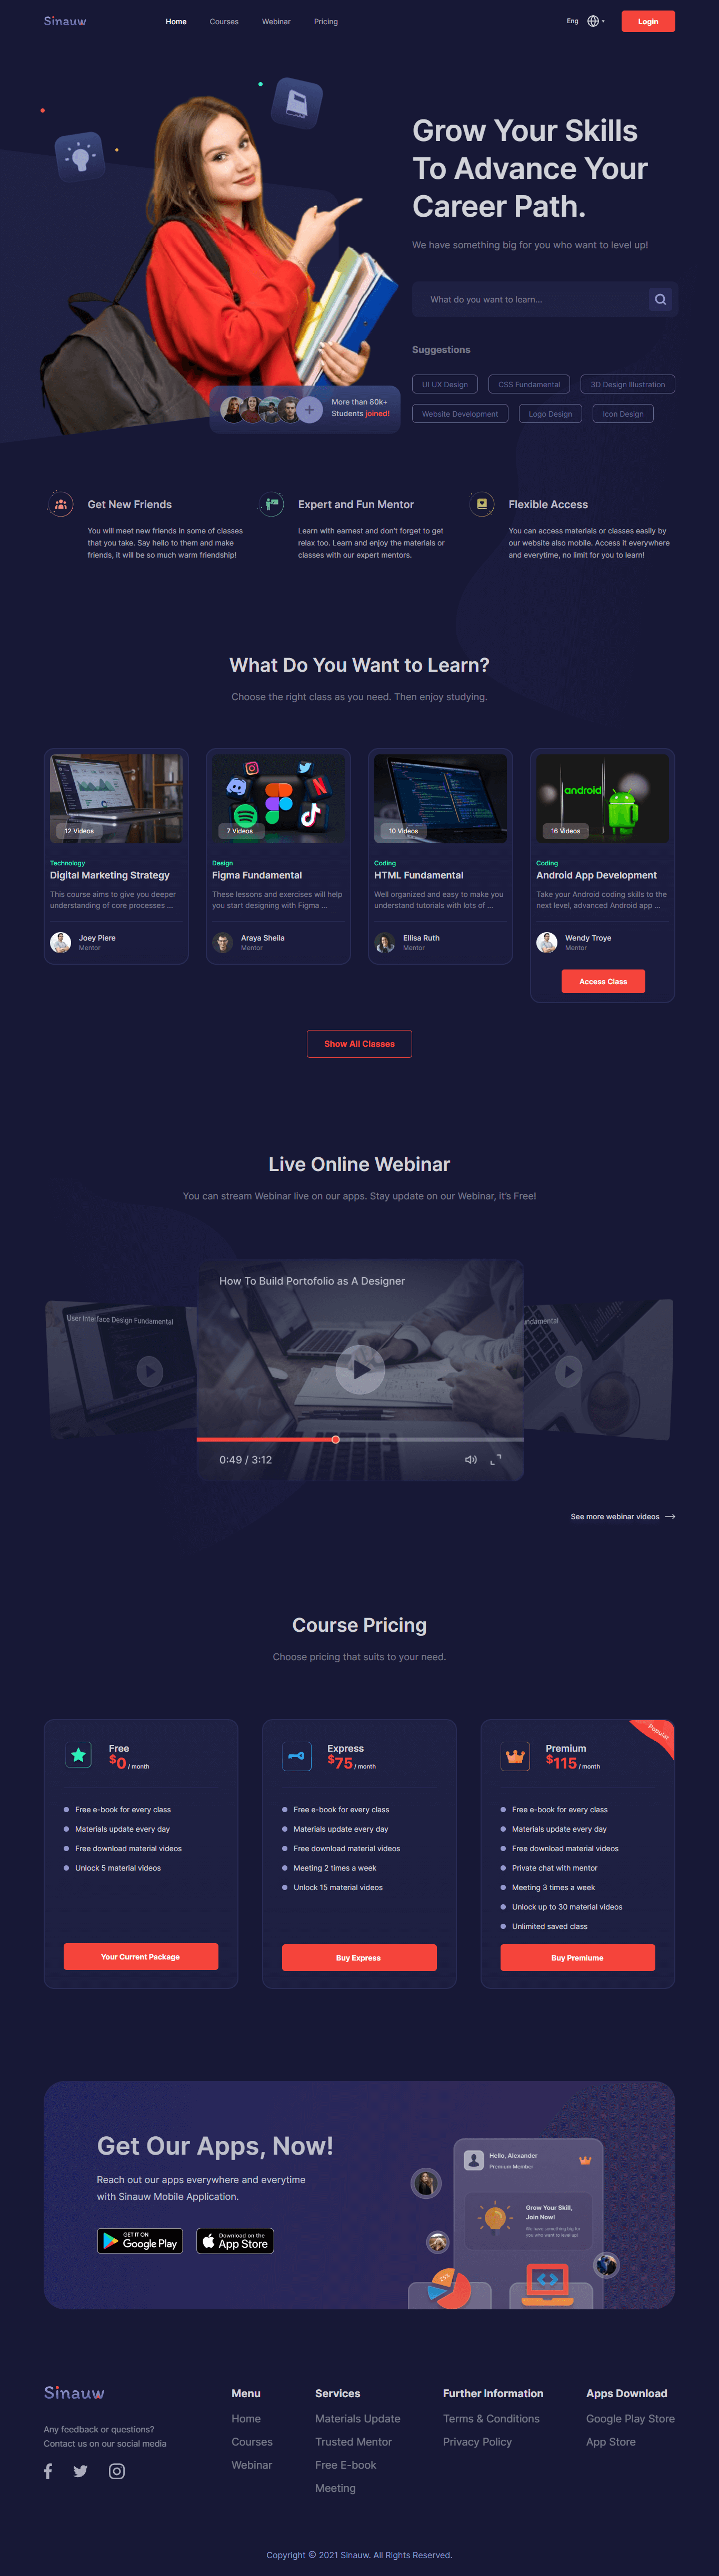 Sinauw
Home
Courses
Webinar
Pricing
Eng
Login
Grow Your Skills
To Advance Your
Career Path.
We have something big for you who want to level up!
What do you want to learn...
Suggestions
UI UX Design
CSS Fundamental
3D Design Illustration
Website Development
Logo Design
Icon Design
More than 80k+
Students joined!
Get New Friends
You will meet new friends in some of classes
that you take. Say hello to them and make
friends, it will be so much warm friendship!
Expert and Fun Mentor
Learn with earnest and don't forget to get
relax too. Learn and enjoy the materials or
classes with our expert mentors.
Flexible Access
You can access materials or classes easily by
our website also mobile. Access it everywhere
and everytime, no limit for you to learn!
What Do You Want to Learn?
Choose the right class as you need. Then enjoy studying.
12 Videos
Technology
Digital Marketing Strategy
This course aims to give you deeper
understanding of core processes ...
Joey Piere
Mentor
7 Videos
Design
Figma Fundamental
These lessons and exercises will help
you start designing with Figma ...
Araya Sheila
Mentor
10 Videos
Coding
HTML Fundamental
Well organized and easy to make you
understand tutorials with lots of ...
Ellisa Ruth
Mentor
android
16 Videos
Coding
Android App Development
Take your Android coding skills to the
next level, advanced Android app ...
Wendy Troye
Mentor
Access Class
Show All Classes
Live Online Webinar
You can stream Webinar live on our apps. Stay update on our Webinar, it's Free!
User Interface Design Fundamental
How To Build Portofolio as A Designer
undamental
0:49 / 3:12
See more webinar videos
Course Pricing
Choose pricing that suits to your need.
Free
$0 / month
Free e-book for every class
Materials update every day
Free download material videos
Unlock 5 material videos
Your Current Package
Express
$75 / month
Free e-book for every class
Materials update every day
Free download material videos
Meeting 2 times a week
Unlock 15 material videos
Buy Express
Popular
Premium
$115 / month
Free e-book for every class
Materials update every day
Free download material videos
Private chat with mentor
Meeting 3 times a week
Unlock up to 30 material videos
Unlimited saved class
Buy Premiume
Get Our Apps, Now!
Reach out our apps everywhere and everytime
with Sinauw Mobile Application.
GET IT ON
Google Play
Download on the
App Store
Hello, Alexander
Premium Member
Grow Your Skill,
Join Now!
We have something big for
you who want to level up!
25%
Sinauw
Any feedback or questions?
Contact us on our social media
Menu
Home
Courses
Webinar
Services
Materials Update
Trusted Mentor
Free E-book
Meeting
Further Information
Terms & Conditions
Privacy Policy
Apps Download
Google Play Store
App Store
Copyright © 2021 Sinauw. All Rights Reserved.